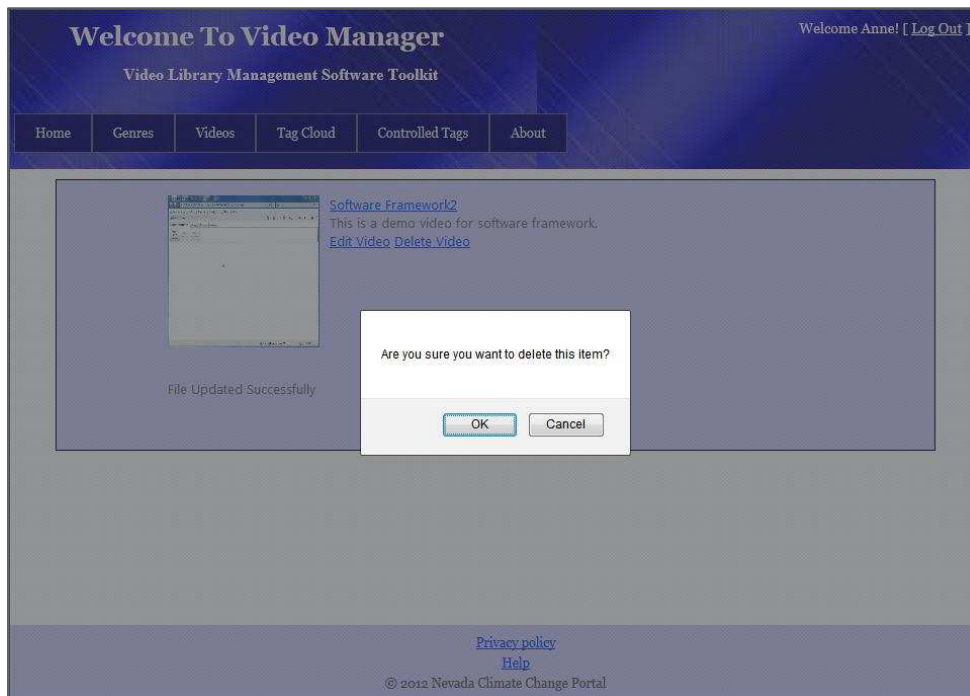 Welcome To Video Manager
Welcome Anne! [ Log Out ]
Video Library Management Software Toolkit
Home Genres Videos Tag Cloud Controlled Tags About
Software Framework2
This is a demo video for software framework.
Edit Video Delete Video
Are you sure you want to delete this item?
File Updated Successfully
OK Cancel
Privacy policy
Help
© 2012 Nevada Climate Change Portal